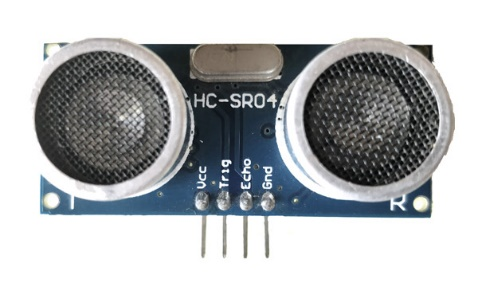 HC-SR04
Vcc
Trig
Echo
Gnd
T
R